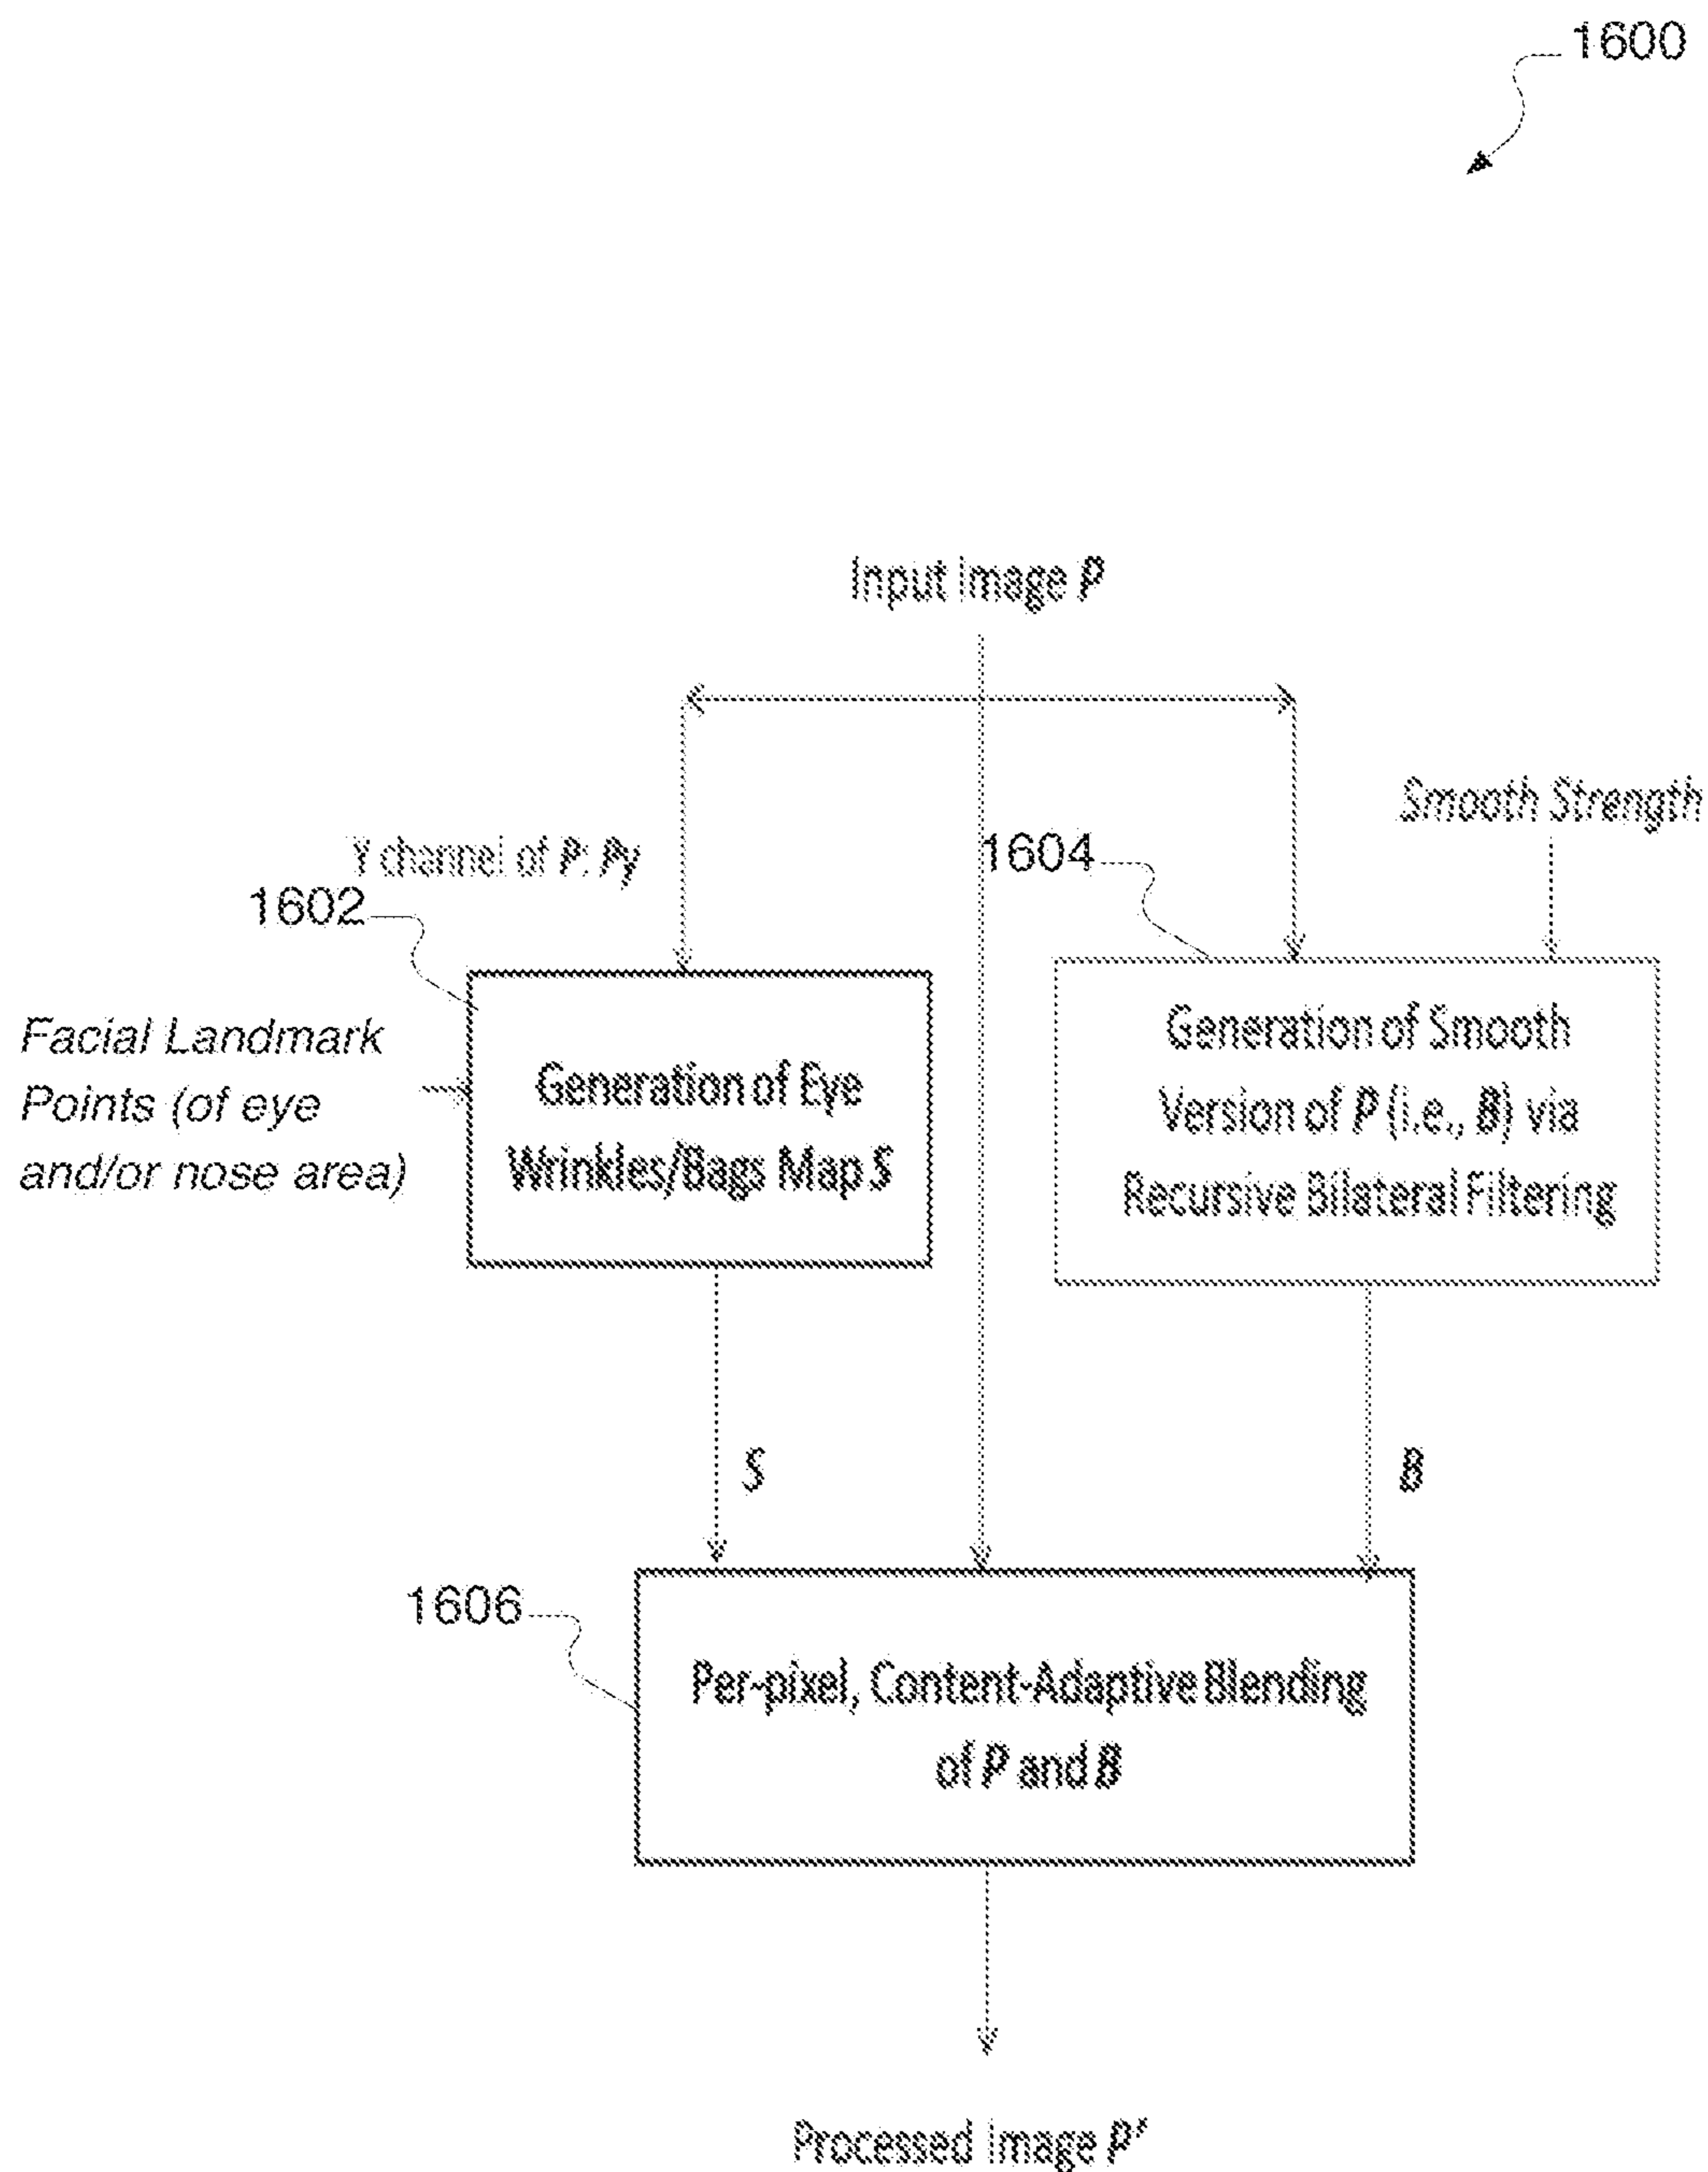 1600
Input Image P
Smooth Strength
Y channel of P: Py
1604
1602
Facial Landmark
Points (of eye
and/or nose area)
Generation of Eye
Wrinkles/Bags Map S
Generation of Smooth
Version of P (i.e., B) via
Recursive Bilateral Filtering
S
B
1606
Per-pixel, Content-Adaptive Blending
of P and B
Processed Image P'